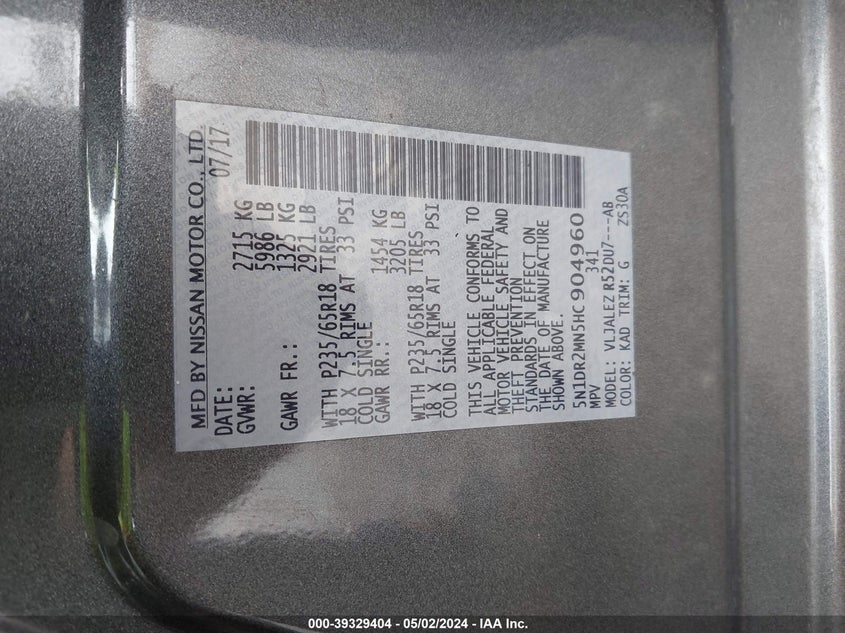 MFD BY NISSAN MOTOR CO., LTD.
DATE: 07/17
GVWR: 2715 KG
5986 LB
GAWR FR.: 1325 KG
2921 LB
WITH P235/65R18 TIRES
18 X 7.5 RIMS AT 33 PSI
COLD SINGLE
GAWR RR.: 1454 KG
3205 LB
WITH P235/65R18 TIRES
18 X 7.5 RIMS AT 33 PSI
COLD SINGLE
THIS VEHICLE CONFORMS TO
ALL APPLICABLE FEDERAL
MOTOR VEHICLE SAFETY AND
THEFT PREVENTION
STANDARDS IN EFFECT ON
THE DATE OF MANUFACTURE
SHOWN ABOVE.
5N1DR2MN5HC904960
MPV 341
MODEL: VLJALEZ R52DU7---AB
COLOR: KAD TRIM: G ZS30A
000-39329404 - 05/02/2024 - IAA Inc.